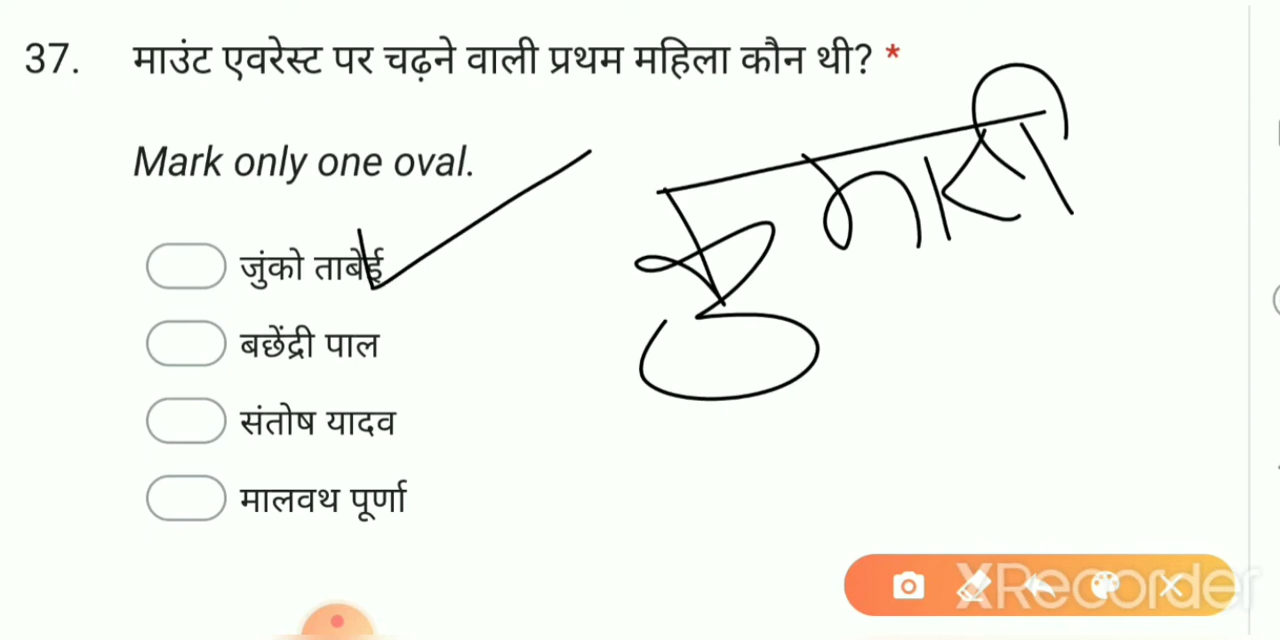 37. माउंट एवरेस्ट पर चढ़ने वाली प्रथम महिला कौन थी? *
Mark only one oval.
जुंको ताबेई
बछेंद्री पाल
संतोष यादव
मालवथ पूर्णा
XRecorder